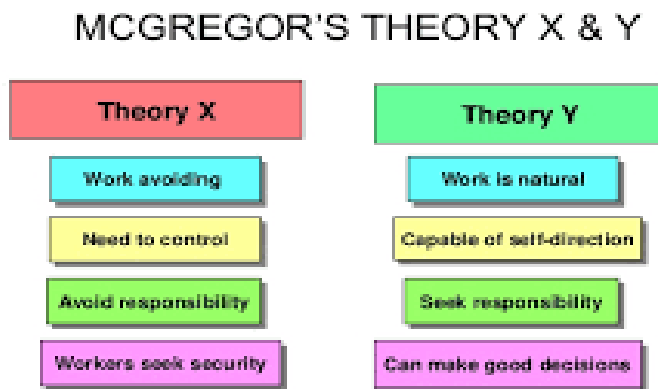 MCGREGOR'S THEORY X & Y
Theory X
Work avoiding
Need to control
Avoid responsibility
Workers seek security
Theory Y
Work is natural
Capable of self-direction
Seek responsibility
Can make good decisions